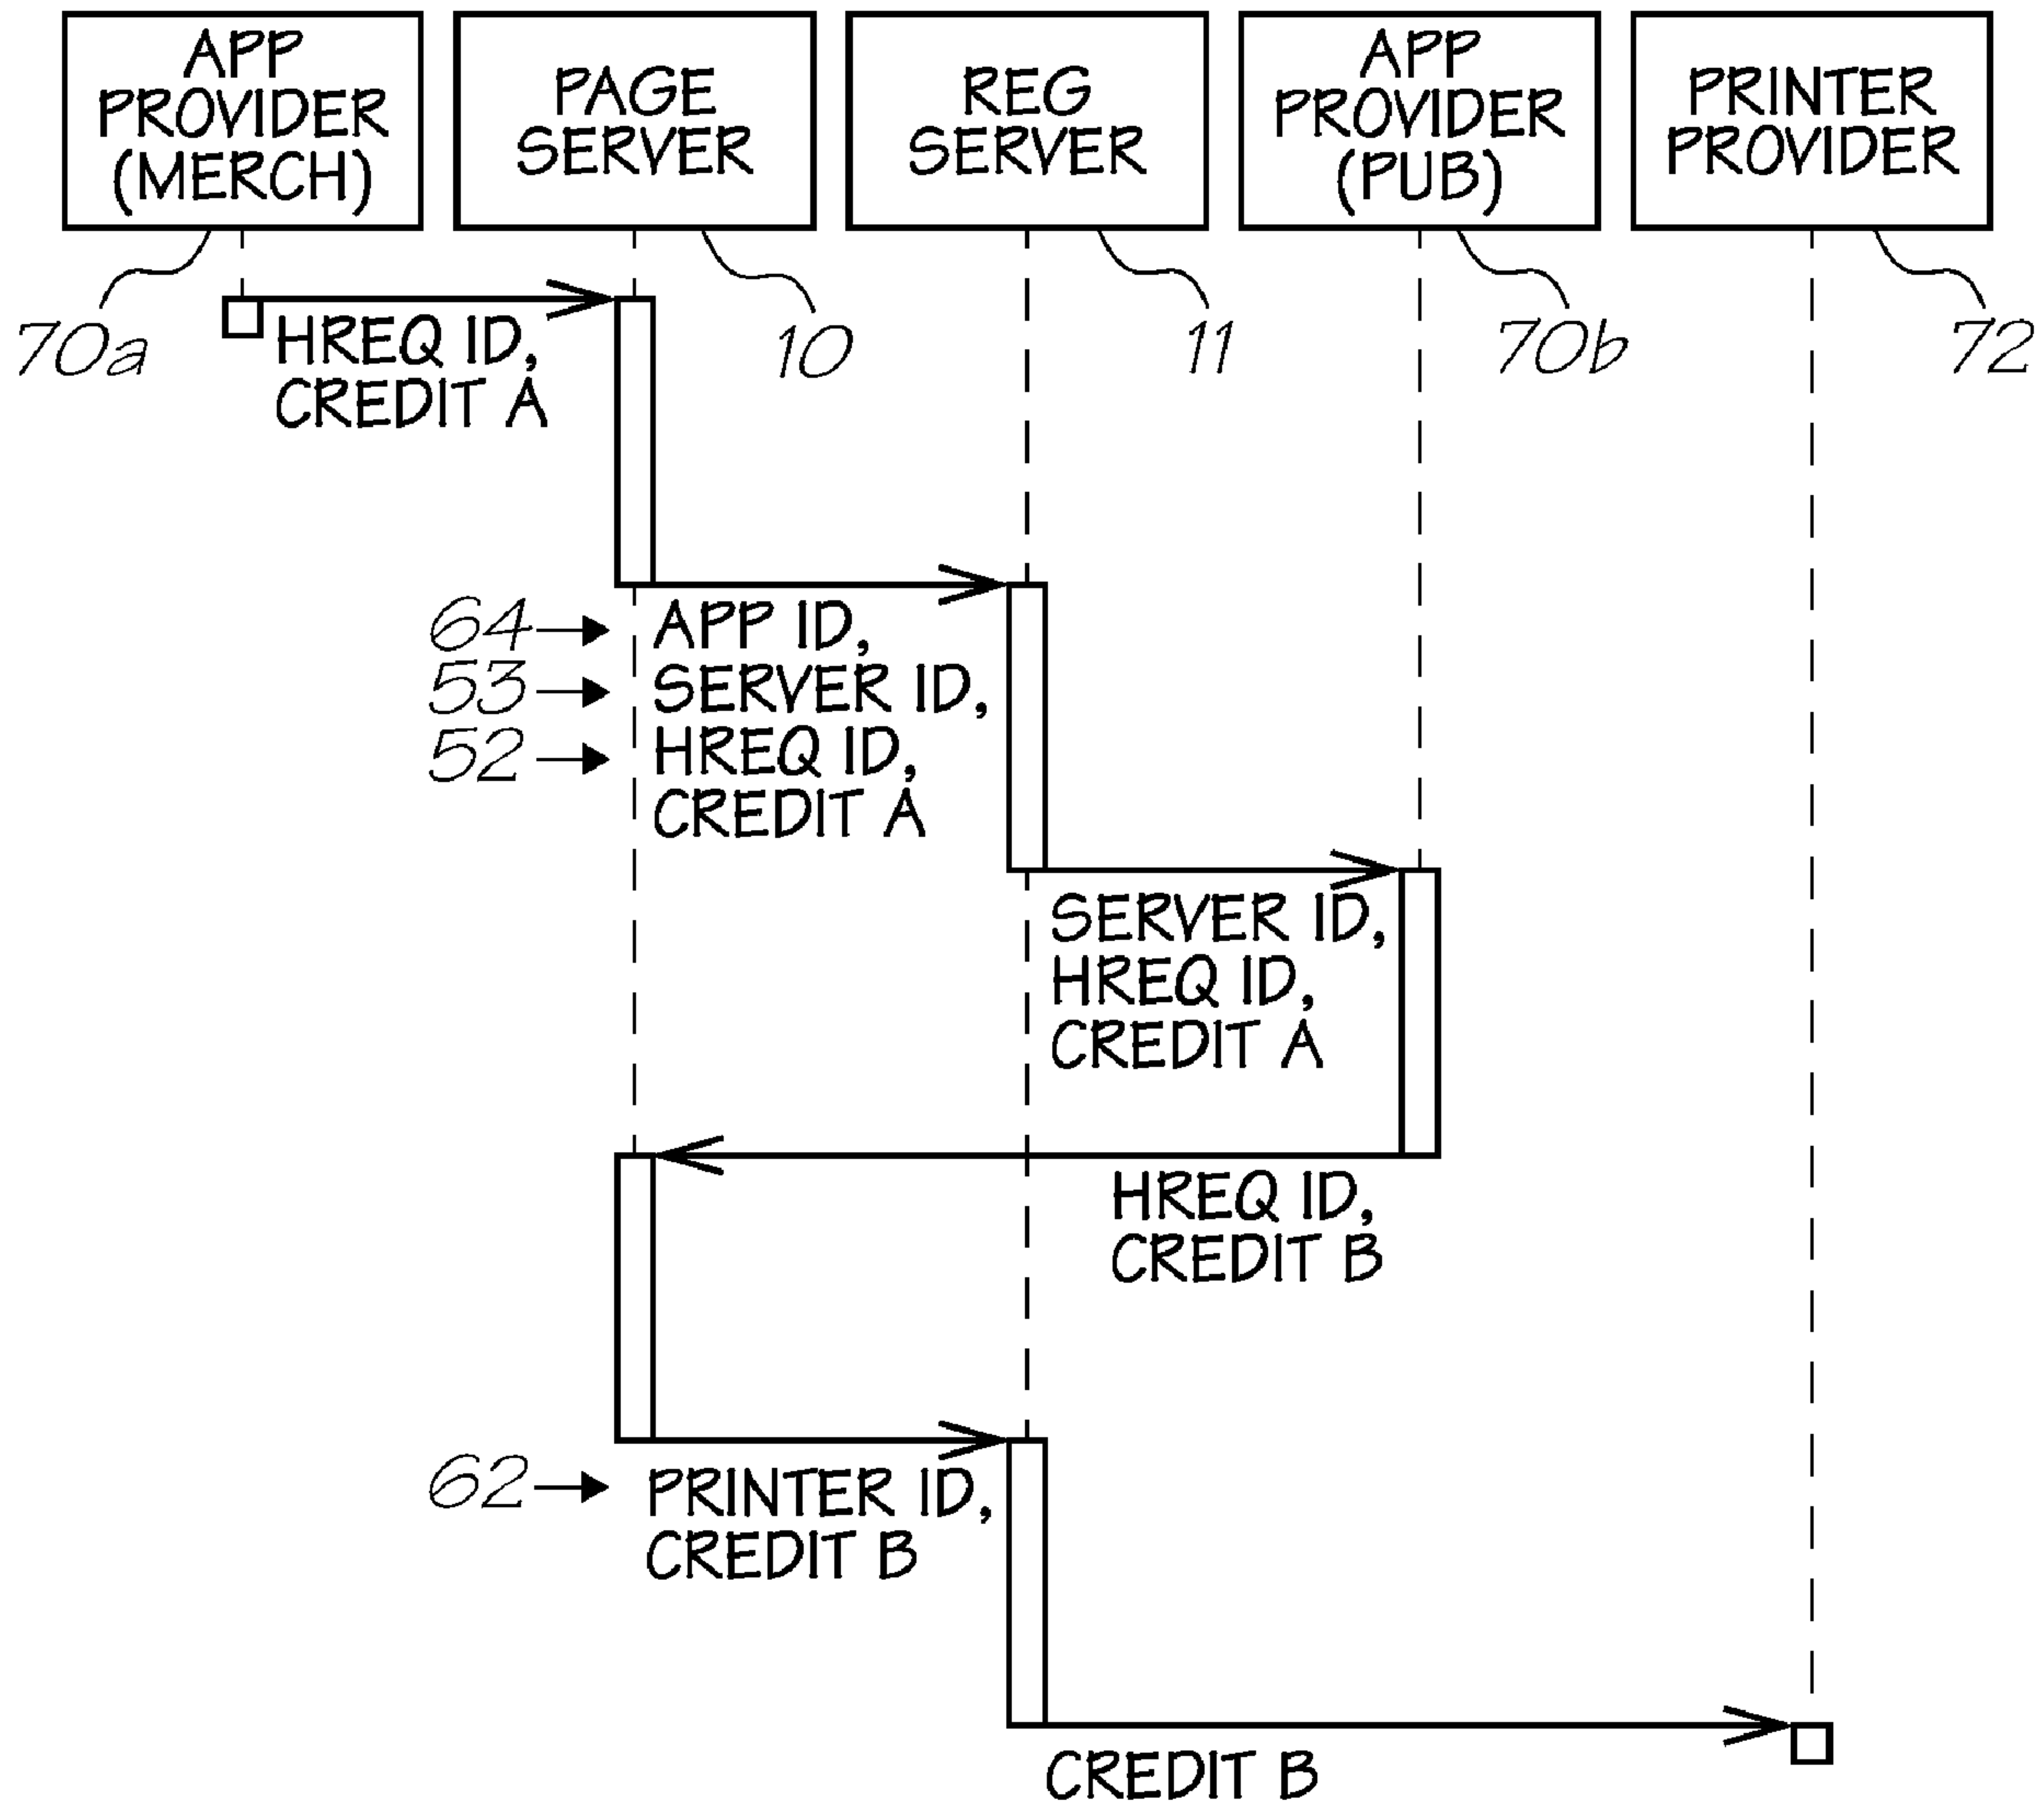 APP
PROVIDER
(MERCH)
PAGE
SERVER
REG
SERVER
APP
PROVIDER
(PUB)
PRINTER
PROVIDER
70a
10
11
70b
72
HREQ ID,
CREDIT A
64
APP ID,
53
SERVER ID,
52
HREQ ID,
CREDIT A
SERVER ID,
HREQ ID,
CREDIT A
HREQ ID,
CREDIT B
62
PRINTER ID,
CREDIT B
CREDIT B